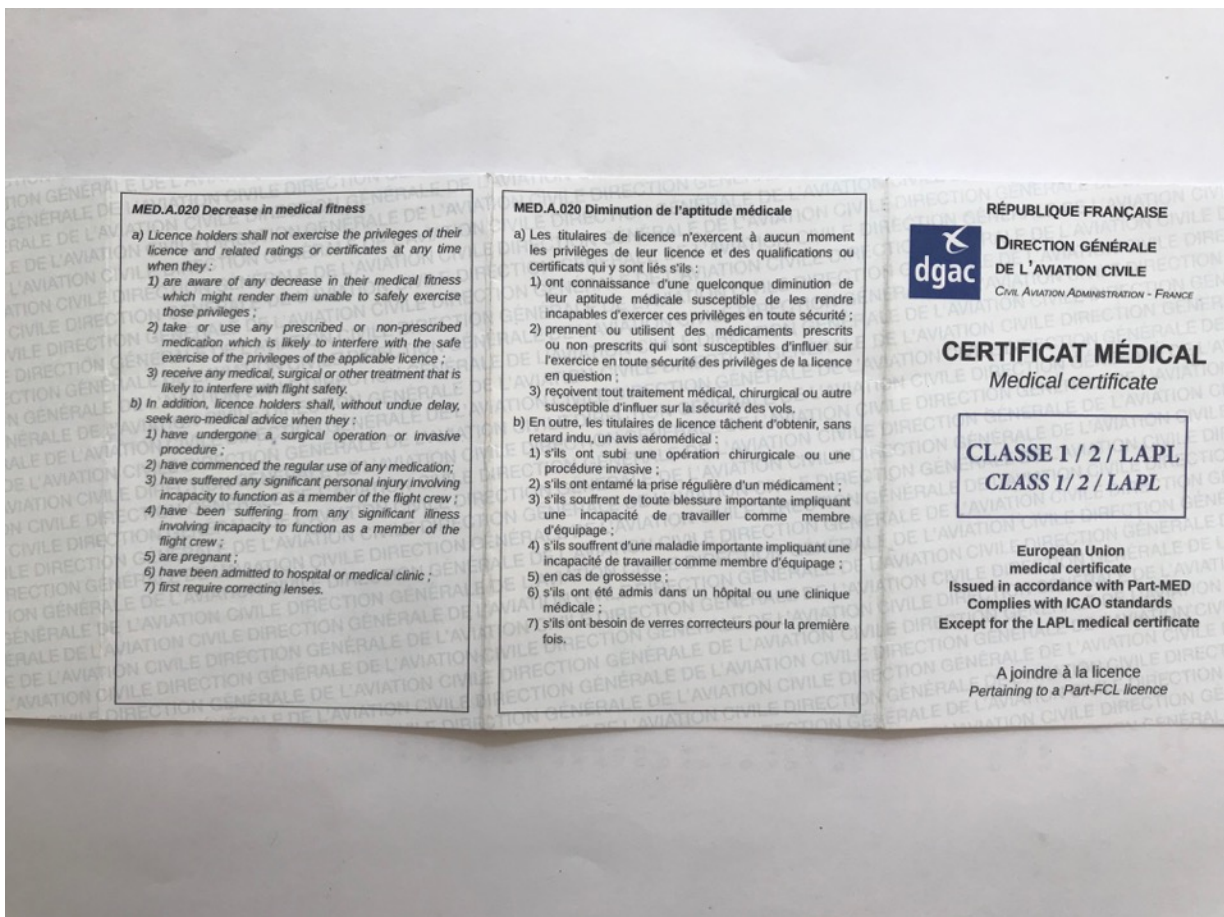 MED.A.020 Decrease in medical fitness
a) Licence holders shall not exercise the privileges of their
licence and related ratings or certificates at any time
when they :
1) are aware of any decrease in their medical fitness
which might render them unable to safely exercise
those privileges ;
2) take or use any prescribed or non-prescribed
medication which is likely to interfere with the safe
exercise of the privileges of the applicable licence ;
3) receive any medical, surgical or other treatment that is
likely to interfere with flight safety.
b) In addition, licence holders shall, without undue delay,
seek aero-medical advice when they :
1) have undergone a surgical operation or invasive
procedure ;
2) have commenced the regular use of any medication;
3) have suffered any significant personal injury involving
incapacity to function as a member of the flight crew ;
4) have been suffering from any significant illness
involving incapacity to function as a member of the
flight crew ;
5) are pregnant ;
6) have been admitted to hospital or medical clinic ;
7) first require correcting lenses.
MED.A.020 Diminution de l'aptitude médicale
a) Les titulaires de licence n'exercent à aucun moment
les privilèges de leur licence et des qualifications ou
certificats qui y sont liés s'ils :
1) ont connaissance d'une quelconque diminution de
leur aptitude médicale susceptible de les rendre
incapables d'exercer ces privilèges en toute sécurité ;
2) prennent ou utilisent des médicaments prescrits
ou non prescrits qui sont susceptibles d'influer sur
l'exercice en toute sécurité des privilèges de la licence
en question ;
3) reçoivent tout traitement médical, chirurgical ou autre
susceptible d'influer sur la sécurité des vols.
b) En outre, les titulaires de licence tâchent d'obtenir, sans
retard indu, un avis aéromédical :
1) s'ils ont subi une opération chirurgicale ou une
procédure invasive ;
2) s'ils ont entamé la prise régulière d'un médicament ;
3) s'ils souffrent de toute blessure importante impliquant
une incapacité de travailler comme membre
d'équipage ;
4) s'ils souffrent d'une maladie importante impliquant une
incapacité de travailler comme membre d'équipage ;
5) en cas de grossesse ;
6) s'ils ont été admis dans un hôpital ou une clinique
médicale ;
7) s'ils ont besoin de verres correcteurs pour la première
fois.
RÉPUBLIQUE FRANÇAISE
dgac
DIRECTION GÉNÉRALE
DE L'AVIATION CIVILE
CIVIL AVIATION ADMINISTRATION - FRANCE
CERTIFICAT MÉDICAL
Medical certificate
CLASSE 1 / 2 / LAPL
CLASS 1/ 2 / LAPL
European Union
medical certificate
Issued in accordance with Part-MED
Complies with ICAO standards
Except for the LAPL medical certificate
A joindre à la licence
Pertaining to a Part-FCL licence